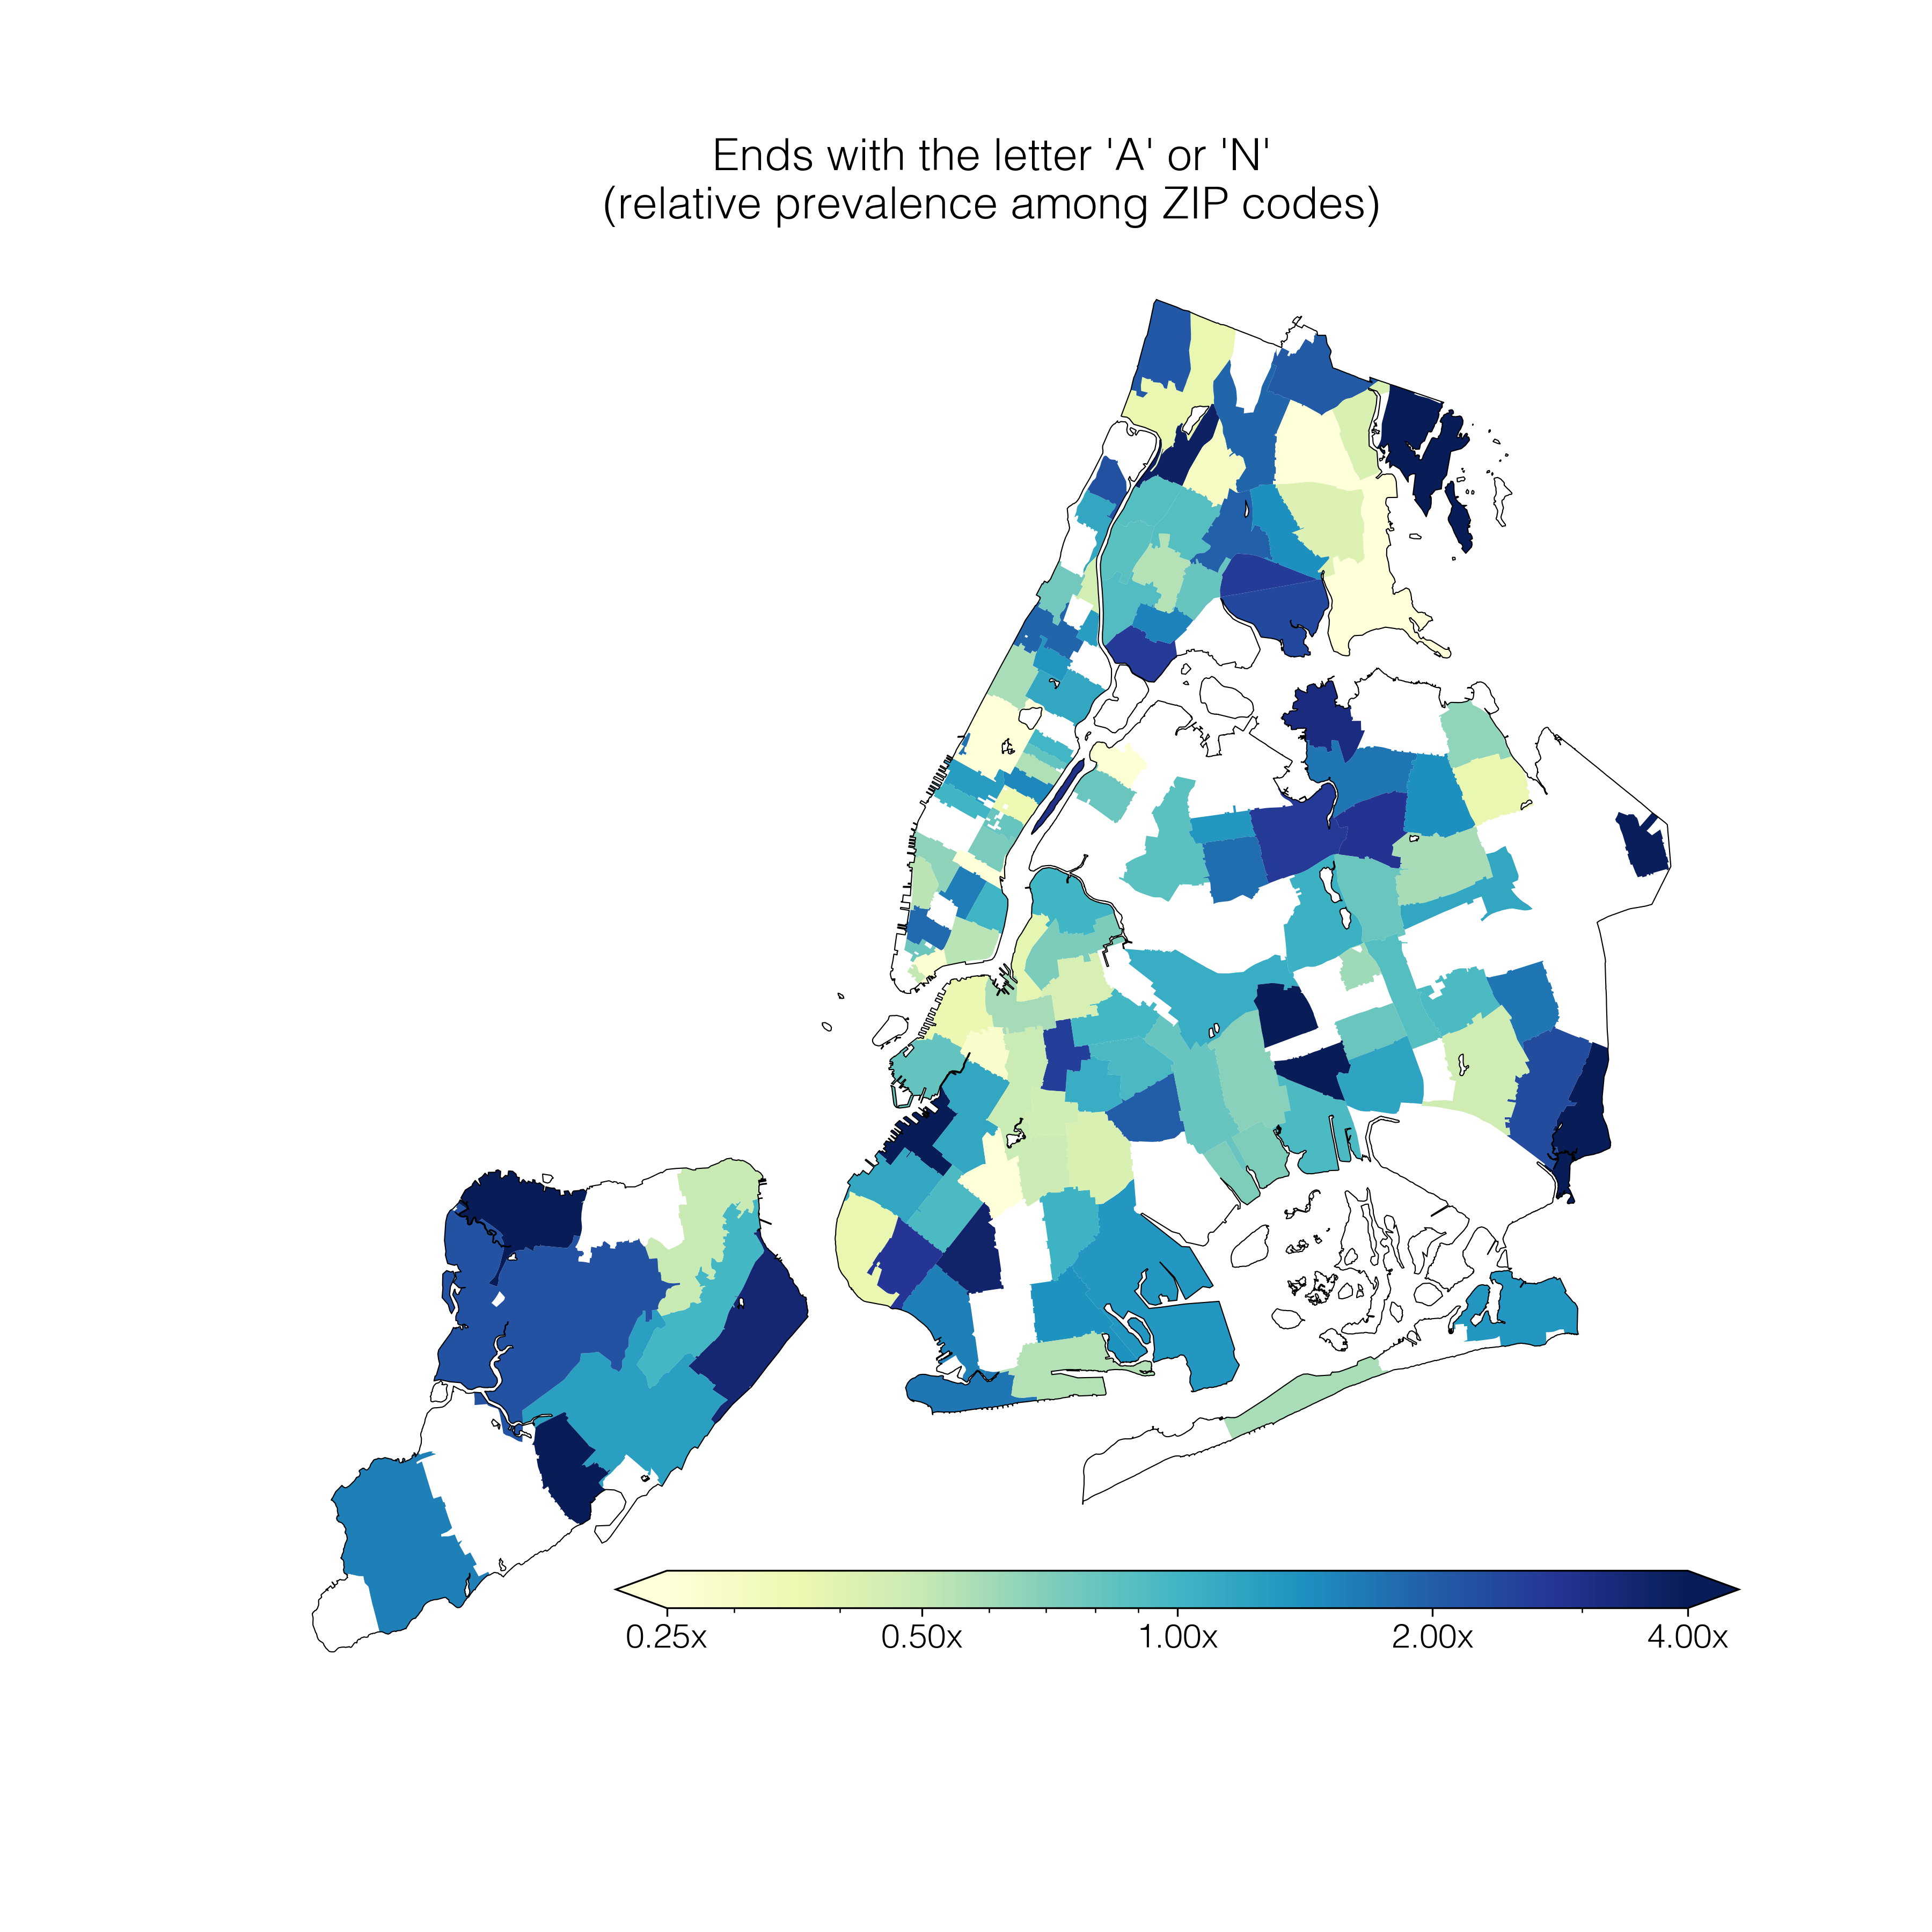 Ends with the letter 'A' or 'N'
(relative prevalence among ZIP codes)
0.25x 0.50x 1.00x 2.00x 4.00x